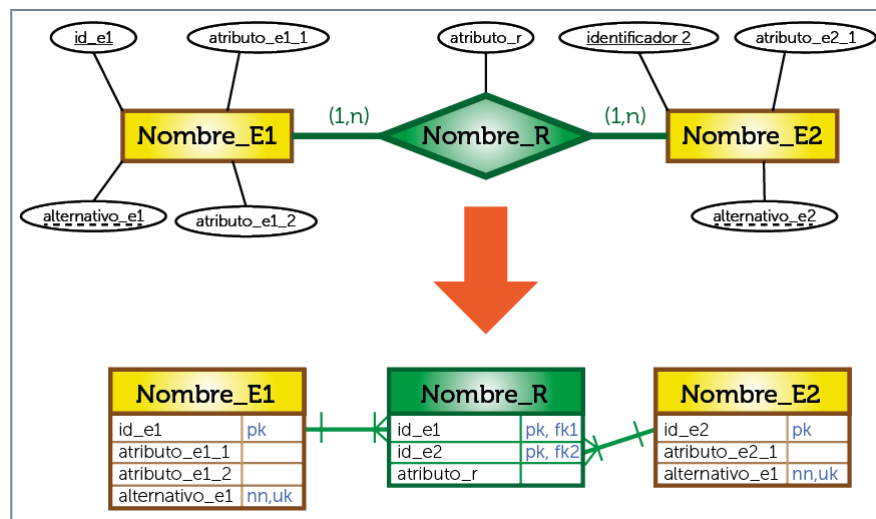 id_e1
atributo_e1_1
atributo_r
identificador 2
atributo_e2_1
Nombre_E1
(1,n)
Nombre_R
(1,n)
Nombre_E2
alternativo_e1
atributo_e1_2
alternativo_e2
Nombre_E1
id_e1 pk
atributo_e1_1
atributo_e1_2
alternativo_e1 nn,uk
Nombre_R
id_e1 pk, fk1
id_e2 pk, fk2
atributo_r
Nombre_E2
id_e2 pk
atributo_e2_1
alternativo_e1 nn,uk